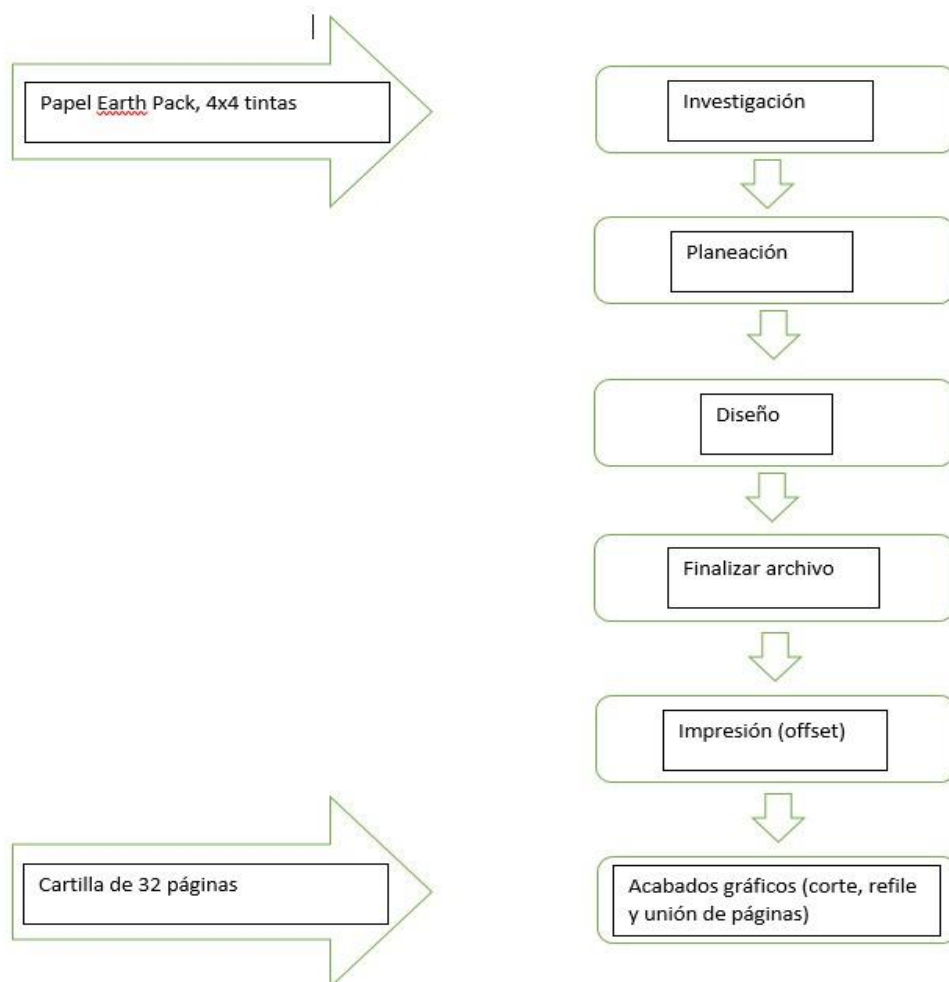 Papel Earth Pack, 4x4 tintas
Investigación
Planeación
Diseño
Finalizar archivo
Impresión (offset)
Cartilla de 32 páginas
Acabados gráficos (corte, refile
y unión de páginas)